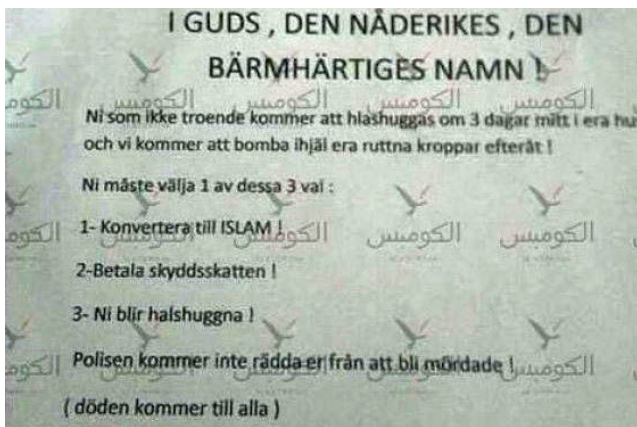 I GUDS , DEN NÅDERIKES , DEN
BÄRMHÄRTIGES NAMN !
Ni som ikke troende kommer att hlashuggas om 3 dagar mitt i era hus
och vi kommer att bomba ihjäl era ruttna kroppar efteråt !
Ni måste välja 1 av dessa 3 val :
1- Konvertera till ISLAM !
2-Betala skyddsskatten !
3- Ni blir halshuggna !
Polisen kommer inte rädda er från att bli mördade !
( döden kommer till alla )
الكومبس